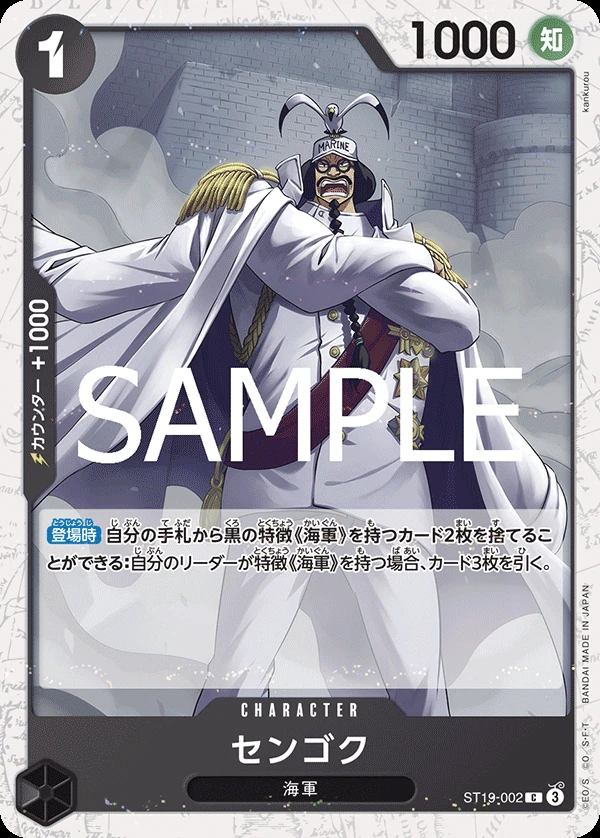 1
1000
知
kankurou
MARINE
カウンター +1000
SAMPLE
登場時 自分の手札から黒の特徴《海軍》を持つカード2枚を捨てるこ
とができる:自分のリーダーが特徴《海軍》を持つ場合、カード3枚を引く。
©E.O/S. ©O/S・F・T BANDAI MADE IN JAPAN
CHARACTER
センゴク
海軍
ST19-002 C 3